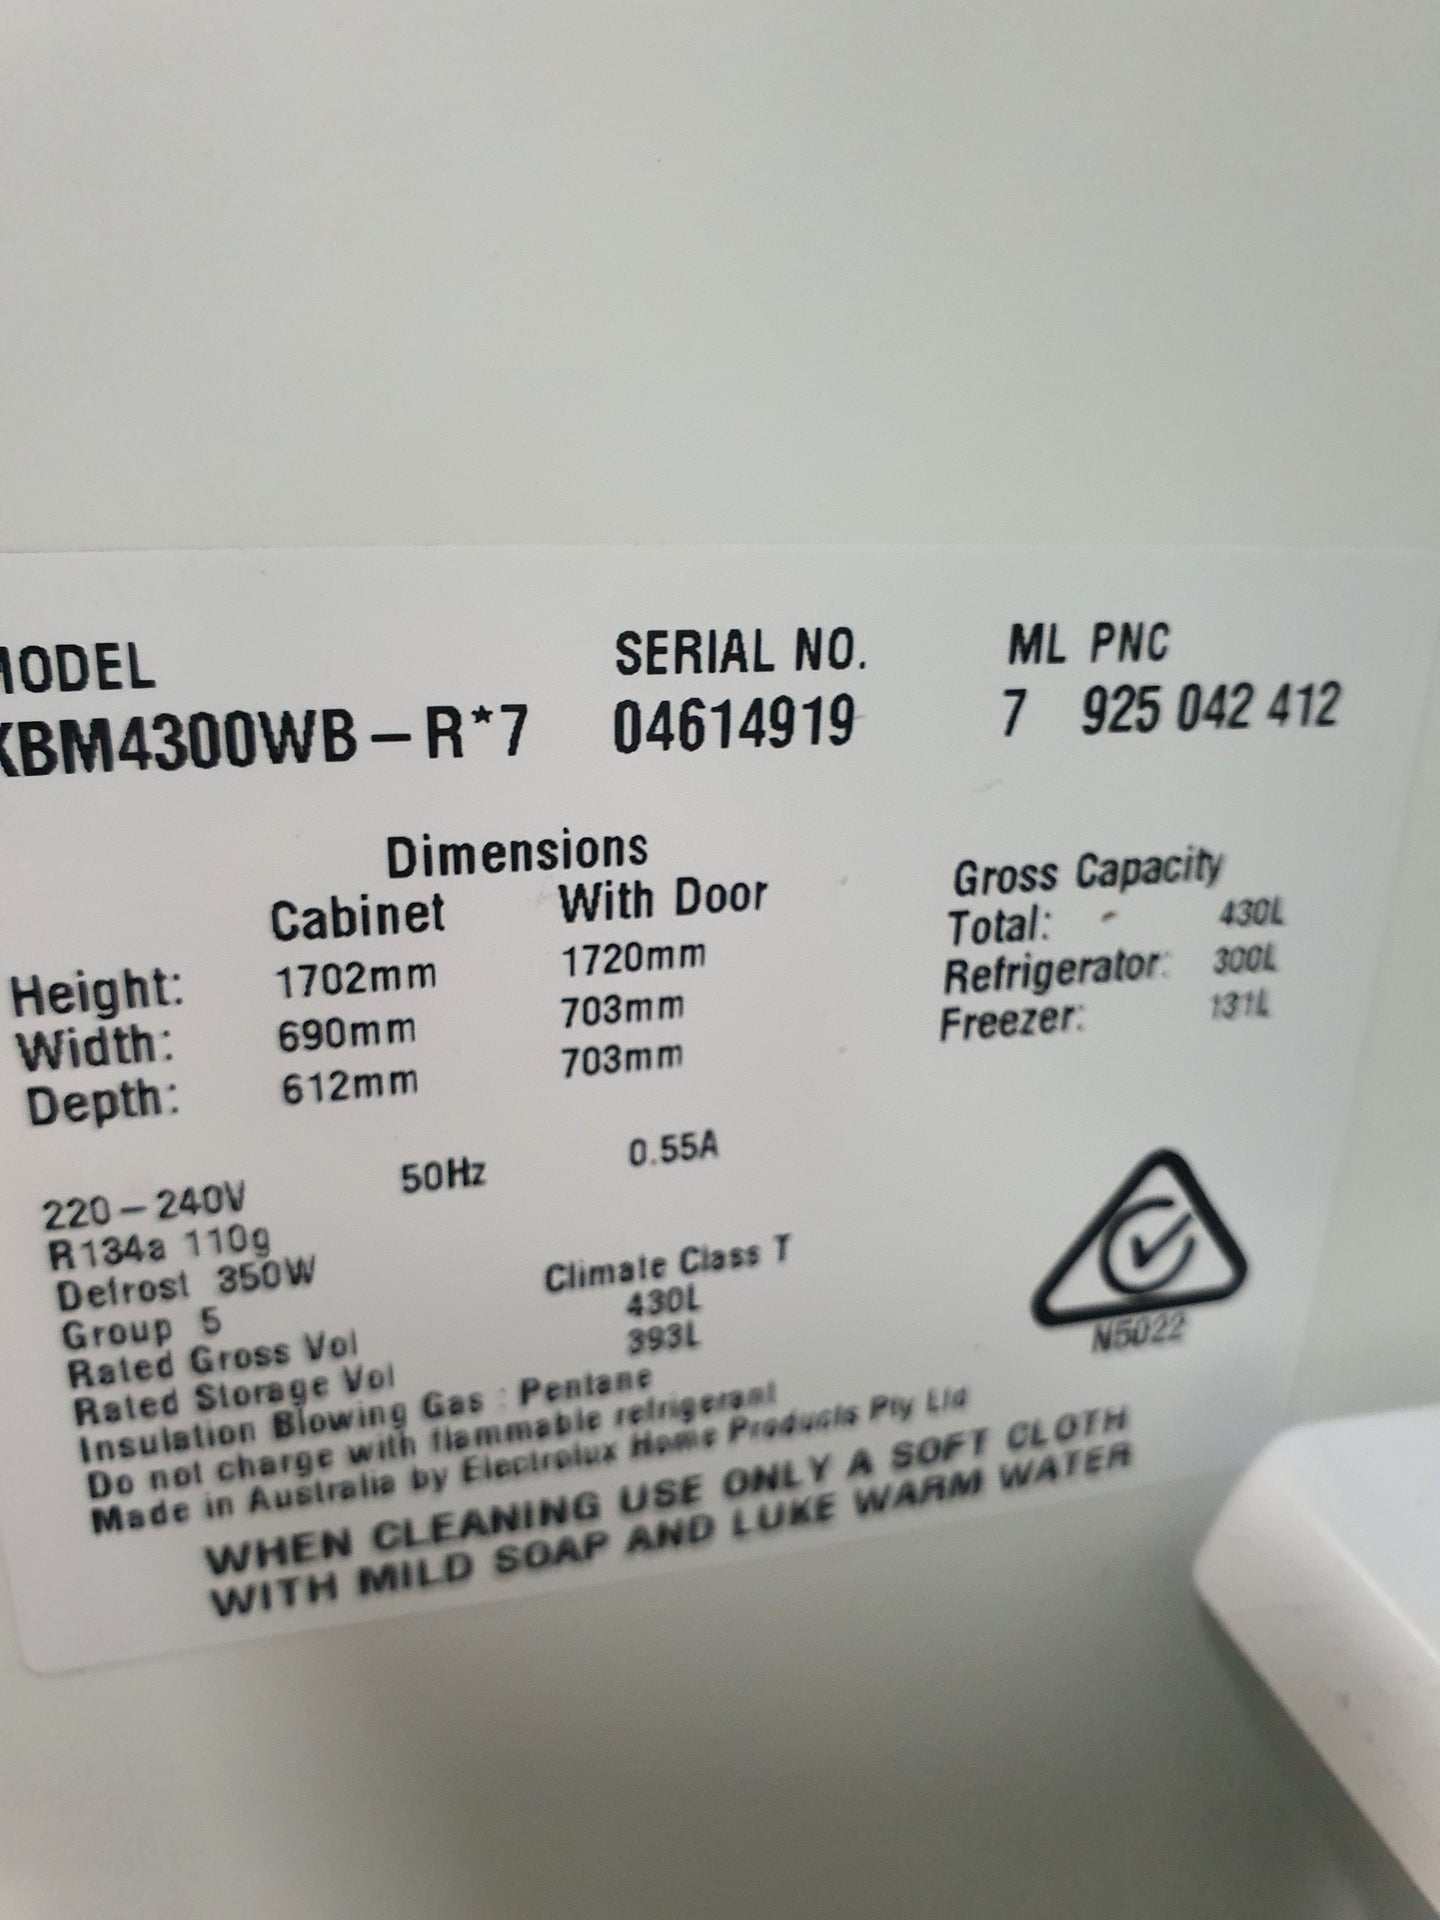 MODEL SERIAL NO. ML PNC
KBM4300WB-R*7 04614919 7 925 042 412
Dimensions
Cabinet With Door Gross Capacity
Height: 1702mm 1720mm Total: 430L
Width: 690mm 703mm Refrigerator: 300L
Depth: 612mm 703mm Freezer: 131L
220-240V 50Hz 0.55A
R134a 110g
Defrost 350W Climate Class T
Group 5
Rated Gross Vol 430L
Rated Storage Vol 393L
Insulation Blowing Gas : Pentane
Do not charge with flammable refrigerant
Made in Australia by Electrolux Home Products Pty Ltd
N5022
WHEN CLEANING USE ONLY A SOFT CLOTH
WITH MILD SOAP AND LUKE WARM WATER